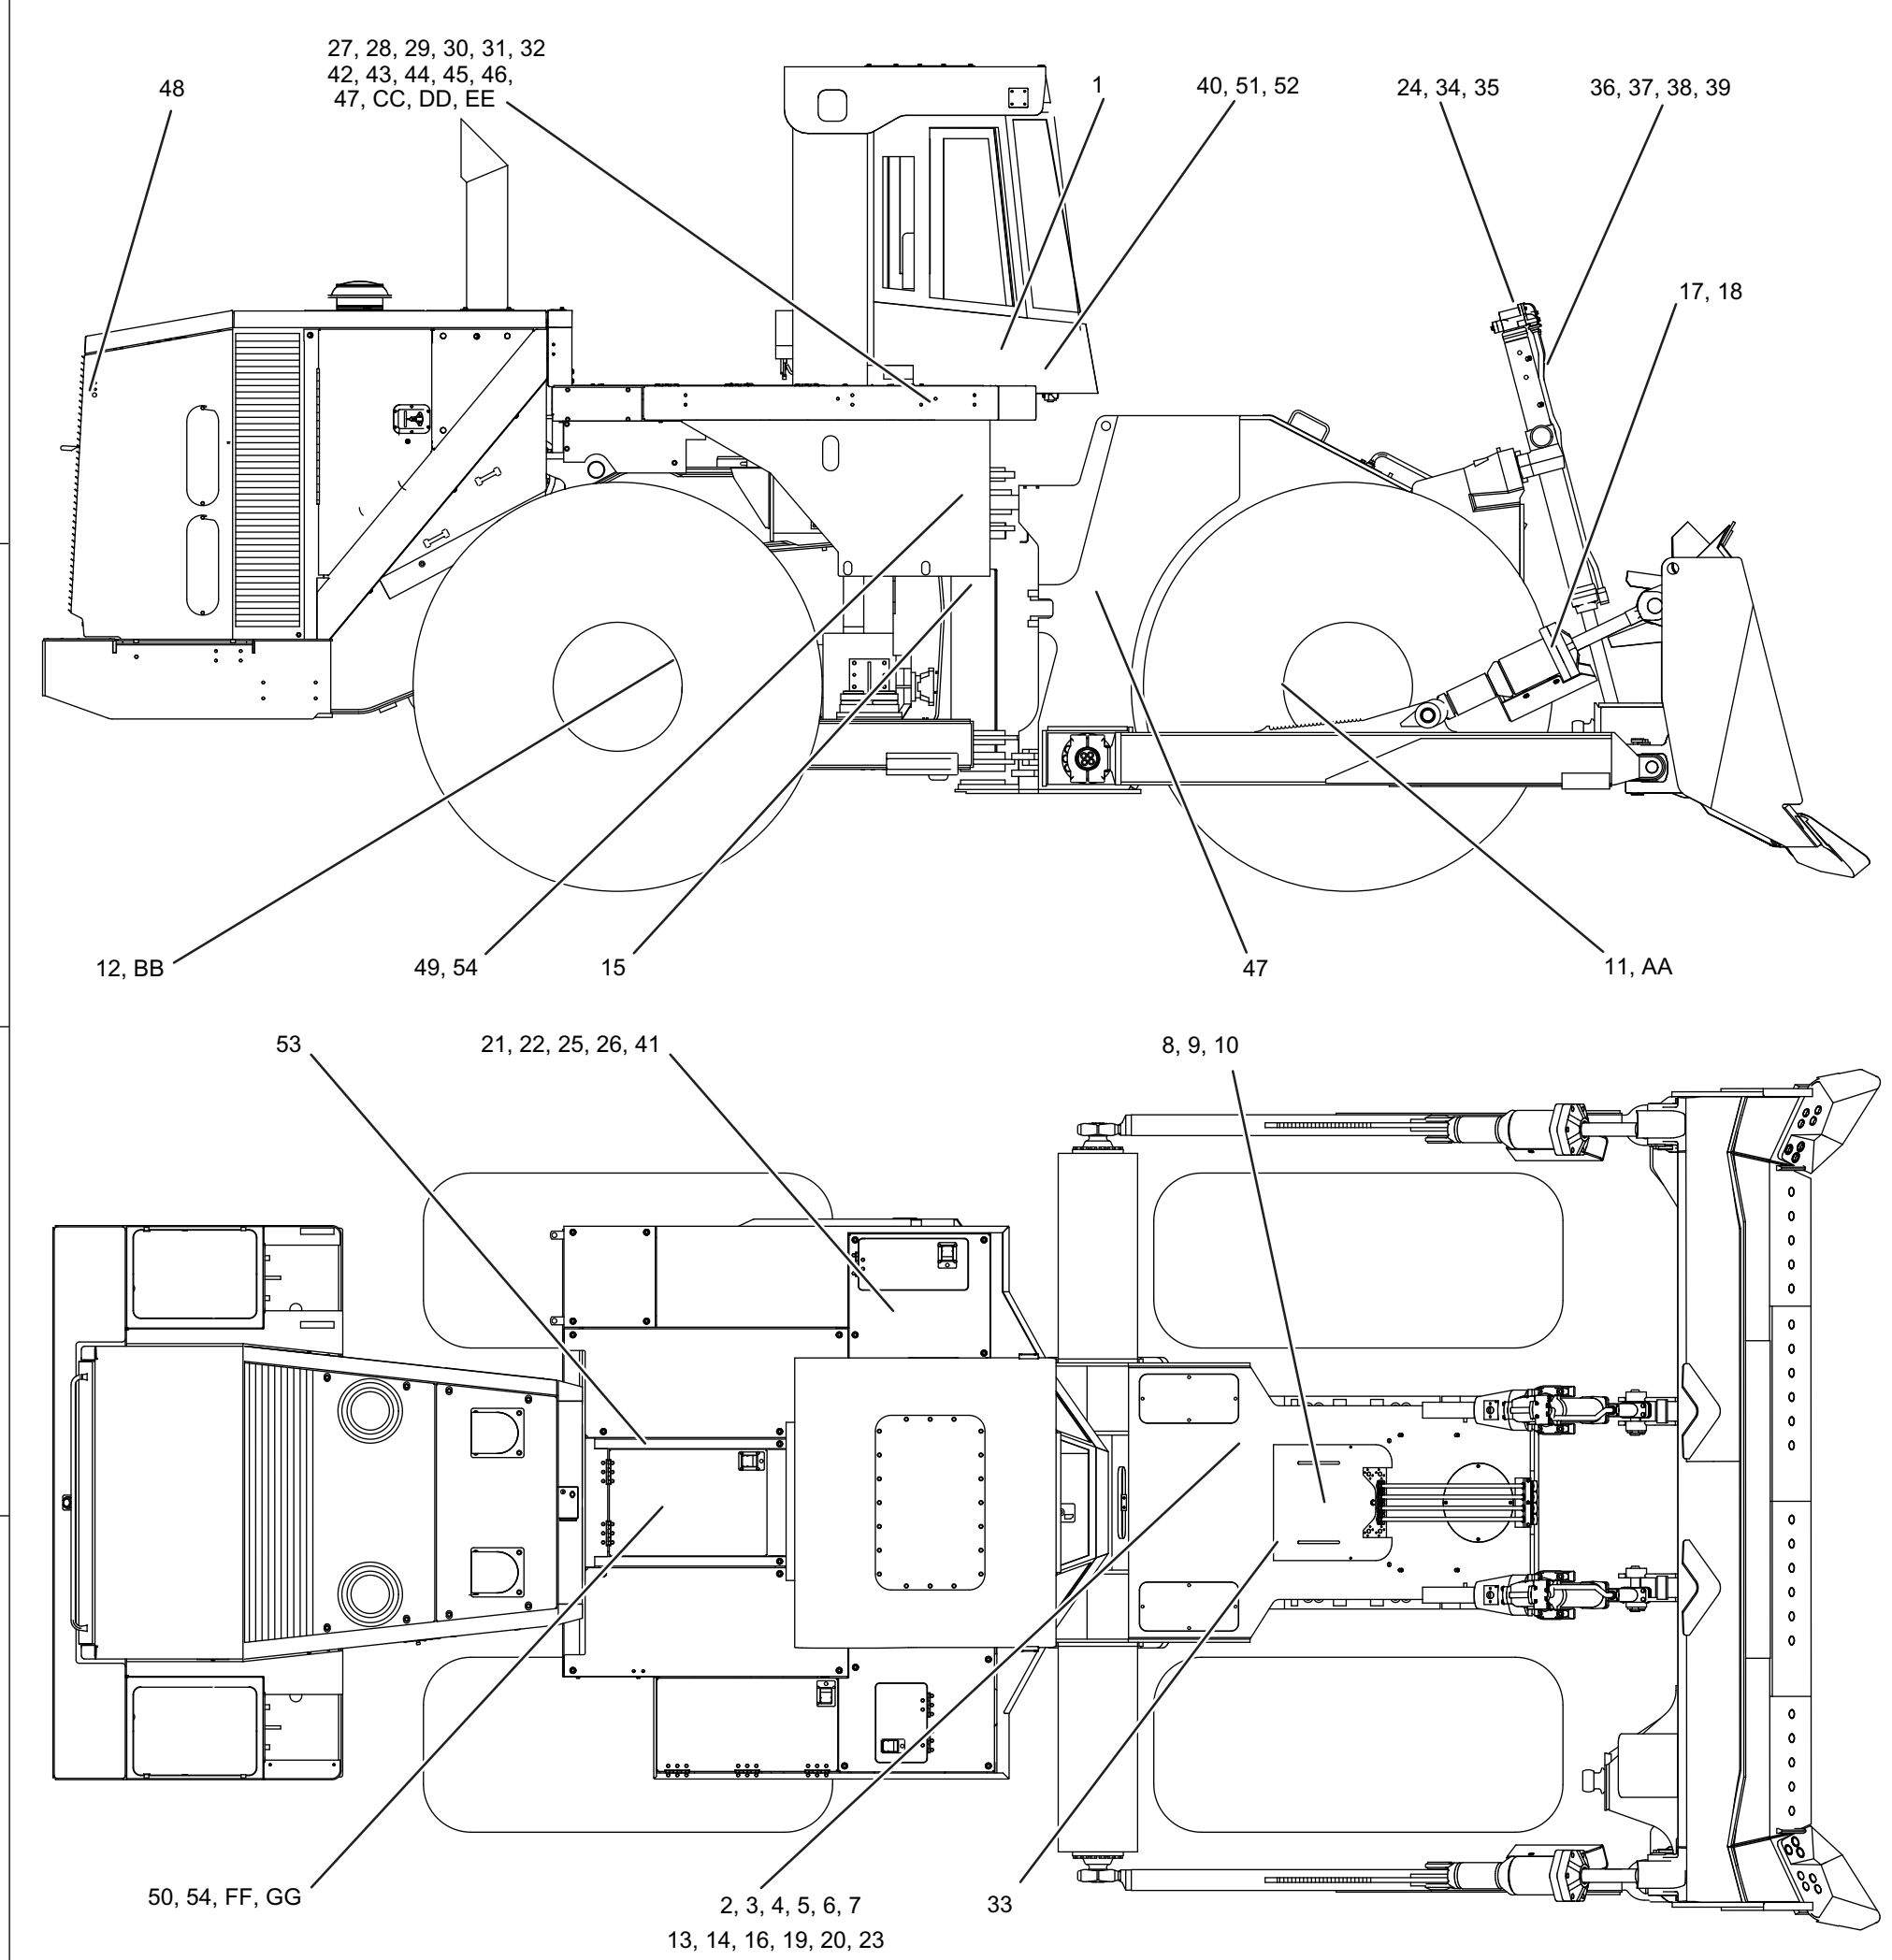 27, 28, 29, 30, 31, 32
42, 43, 44, 45, 46,
47, CC, DD, EE
48
1
40, 51, 52
24, 34, 35
36, 37, 38, 39
17, 18
12, BB
49, 54
15
47
11, AA
53
21, 22, 25, 26, 41
8, 9, 10
50, 54, FF, GG
2, 3, 4, 5, 6, 7
13, 14, 16, 19, 20, 23
33